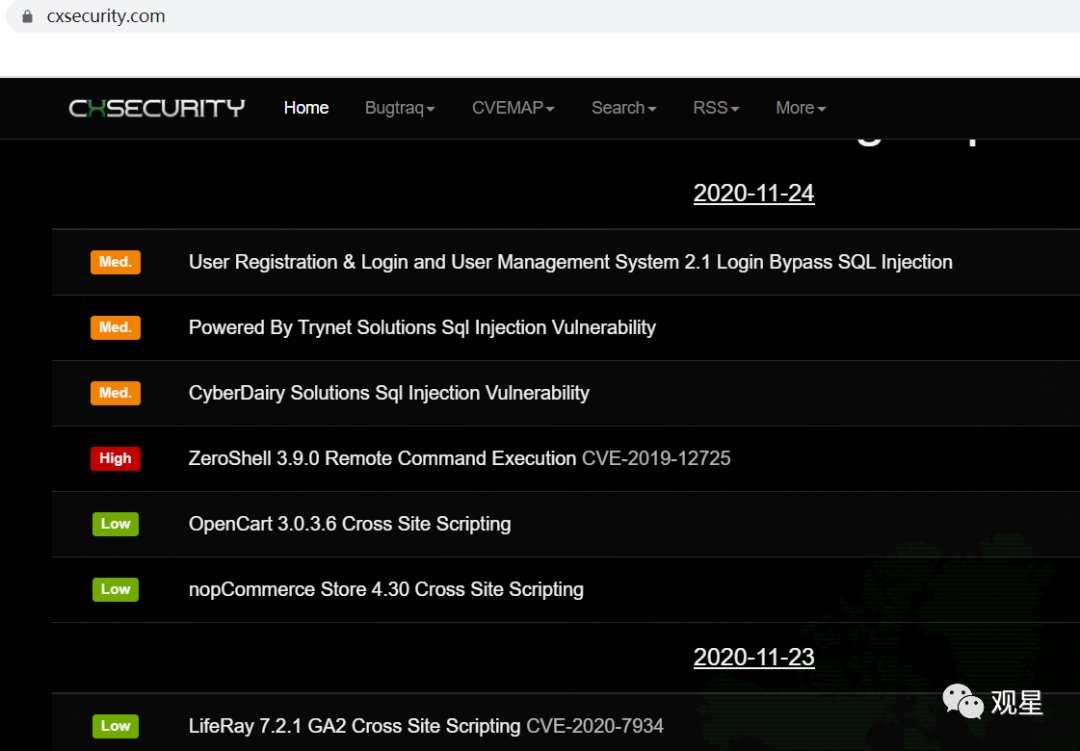 cxsecurity.com
CXSECURITY Home Bugtraq CVEMAP Search RSS More
2020-11-24
Med. User Registration & Login and User Management System 2.1 Login Bypass SQL Injection
Med. Powered By Trynet Solutions Sql Injection Vulnerability
Med. CyberDairy Solutions Sql Injection Vulnerability
High ZeroShell 3.9.0 Remote Command Execution CVE-2019-12725
Low OpenCart 3.0.3.6 Cross Site Scripting
Low nopCommerce Store 4.30 Cross Site Scripting
2020-11-23
Low LifeRay 7.2.1 GA2 Cross Site Scripting CVE-2020-7934
观星